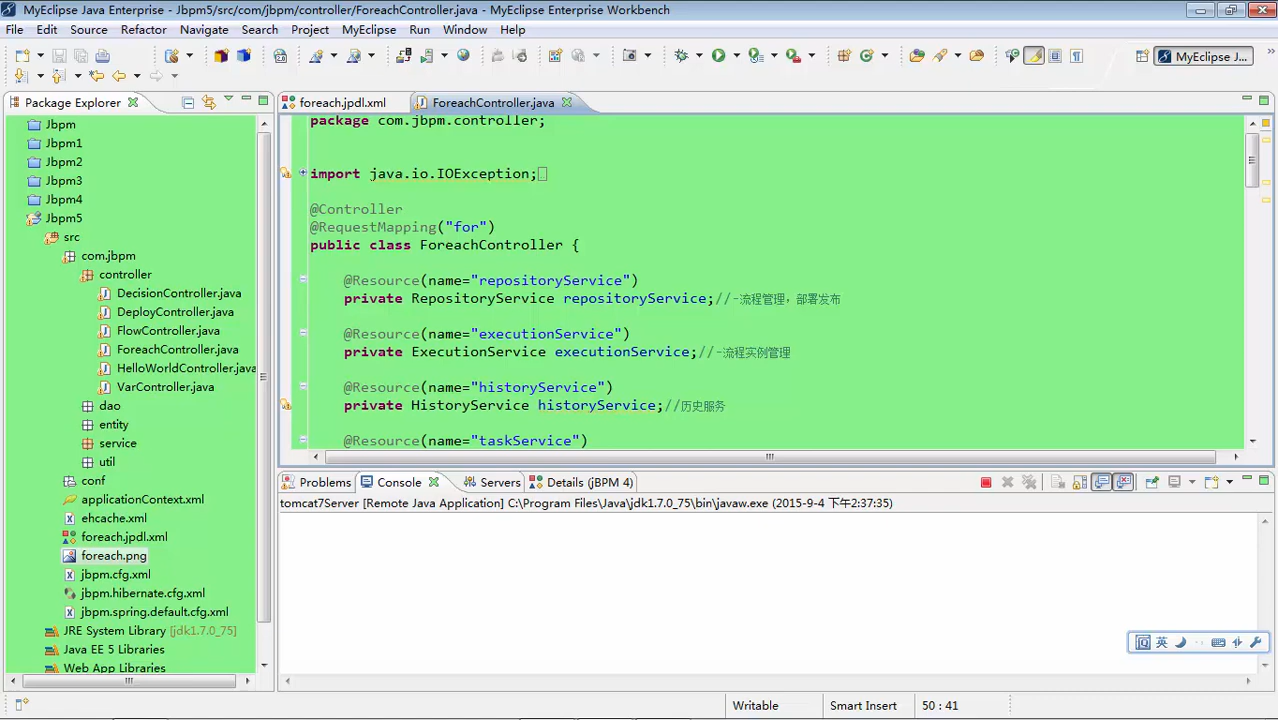 MyEclipse Java Enterprise - Jbpm5/src/com/jbpm/controller/ForeachController.java - MyEclipse Enterprise Workbench
File Edit Source Refactor Navigate Search Project MyEclipse Run Window Help
MyEclipse J...
Package Explorer
foreach.jpdl.xml
ForeachController.java
Jbpm
Jbpm1
Jbpm2
Jbpm3
Jbpm4
Jbpm5
src
com.jbpm
controller
DecisionController.java
DeployController.java
FlowController.java
ForeachController.java
HelloWorldController.java
VarController.java
dao
entity
service
util
conf
applicationContext.xml
ehcache.xml
foreach.jpdl.xml
foreach.png
jbpm.cfg.xml
jbpm.hibernate.cfg.xml
jbpm.spring.default.cfg.xml
JRE System Library [jdk1.7.0_75]
Java EE 5 Libraries
Web App Libraries
package com.jbpm.controller;
import java.io.IOException;
@Controller
@RequestMapping("for")
public class ForeachController {
@Resource(name="repositoryService")
private RepositoryService repositoryService;//-流程管理，部署发布
@Resource(name="executionService")
private ExecutionService executionService;//-流程实例管理
@Resource(name="historyService")
private HistoryService historyService;//历史服务
@Resource(name="taskService")
Problems Console Servers Details (jBPM 4)
tomcat7Server [Remote Java Application] C:\Program Files\Java\jdk1.7.0_75\bin\javaw.exe (2015-9-4 下午2:37:35)
英
Writable Smart Insert 50 : 41